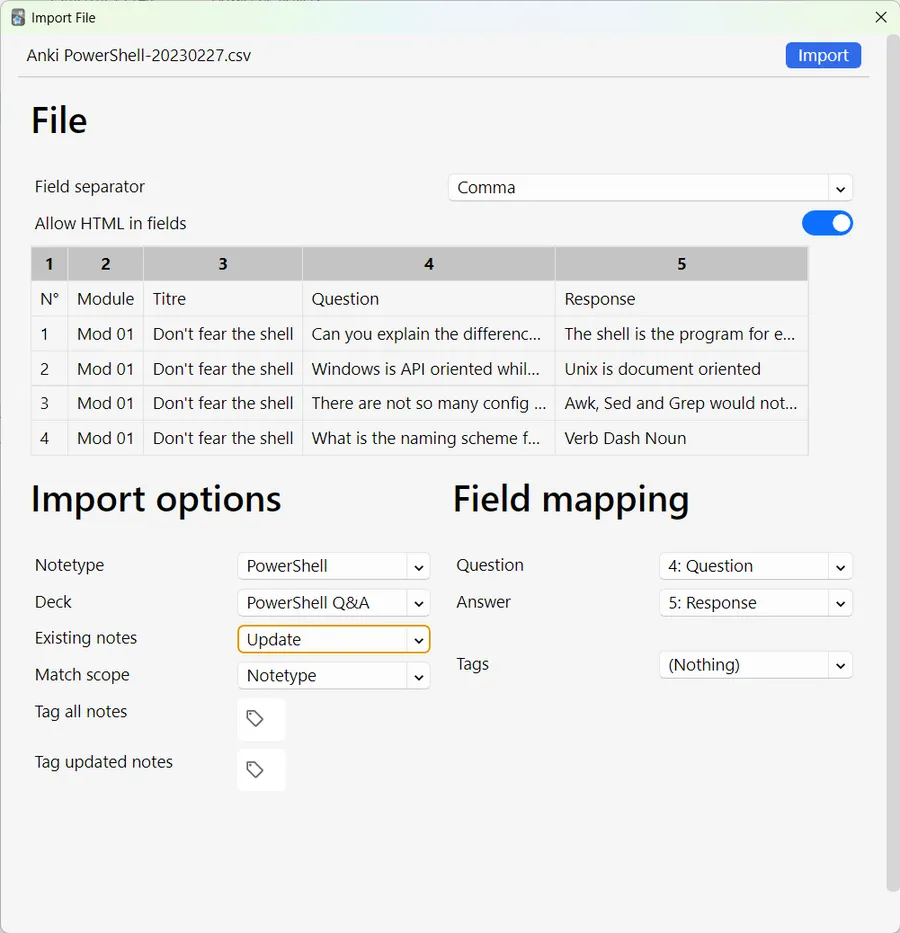 Import File
Anki PowerShell-20230227.csv
Import
File
Field separator
Comma
Allow HTML in fields
1 2 3 4 5
N° Module Titre Question Response
1 Mod 01 Don't fear the shell Can you explain the differenc... The shell is the program for e...
2 Mod 01 Don't fear the shell Windows is API oriented whil... Unix is document oriented
3 Mod 01 Don't fear the shell There are not so many config ... Awk, Sed and Grep would not...
4 Mod 01 Don't fear the shell What is the naming scheme f... Verb Dash Noun
Import options
Notetype PowerShell
Deck PowerShell Q&A
Existing notes Update
Match scope Notetype
Tag all notes
Tag updated notes
Field mapping
Question 4: Question
Answer 5: Response
Tags (Nothing)